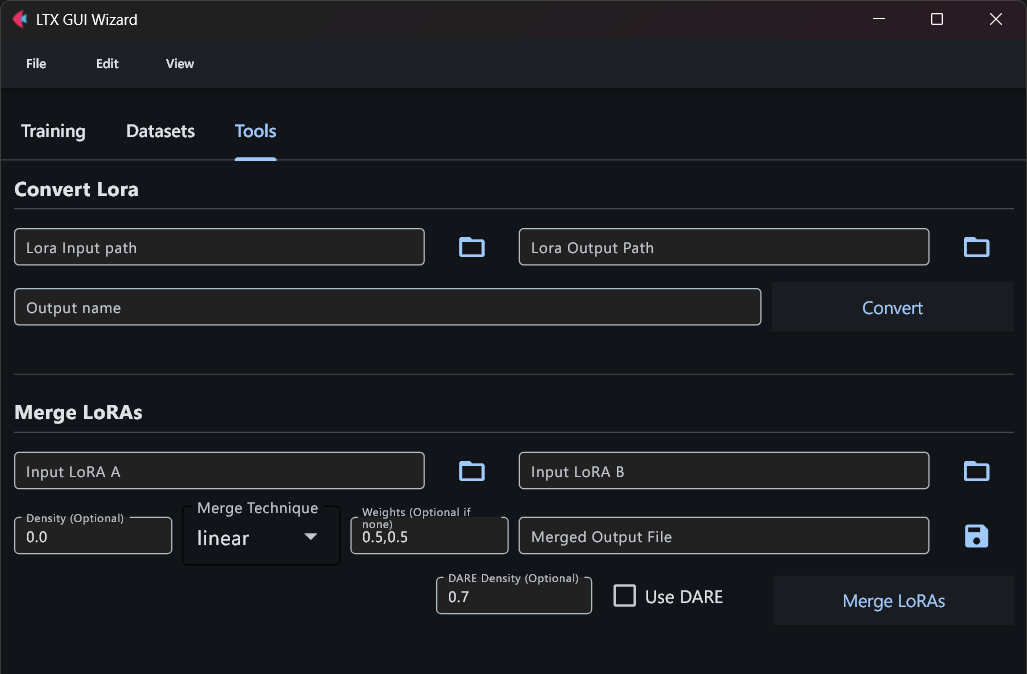 LTX GUI Wizard
File Edit View
Training Datasets Tools
Convert Lora
Lora Input path Lora Output Path
Output name Convert
Merge LoRAs
Input LoRA A Input LoRA B
Density (Optional) Merge Technique Weights (Optional if none)
0.0 linear 0.5,0.5 Merged Output File
DARE Density (Optional)
0.7 Use DARE Merge LoRAs